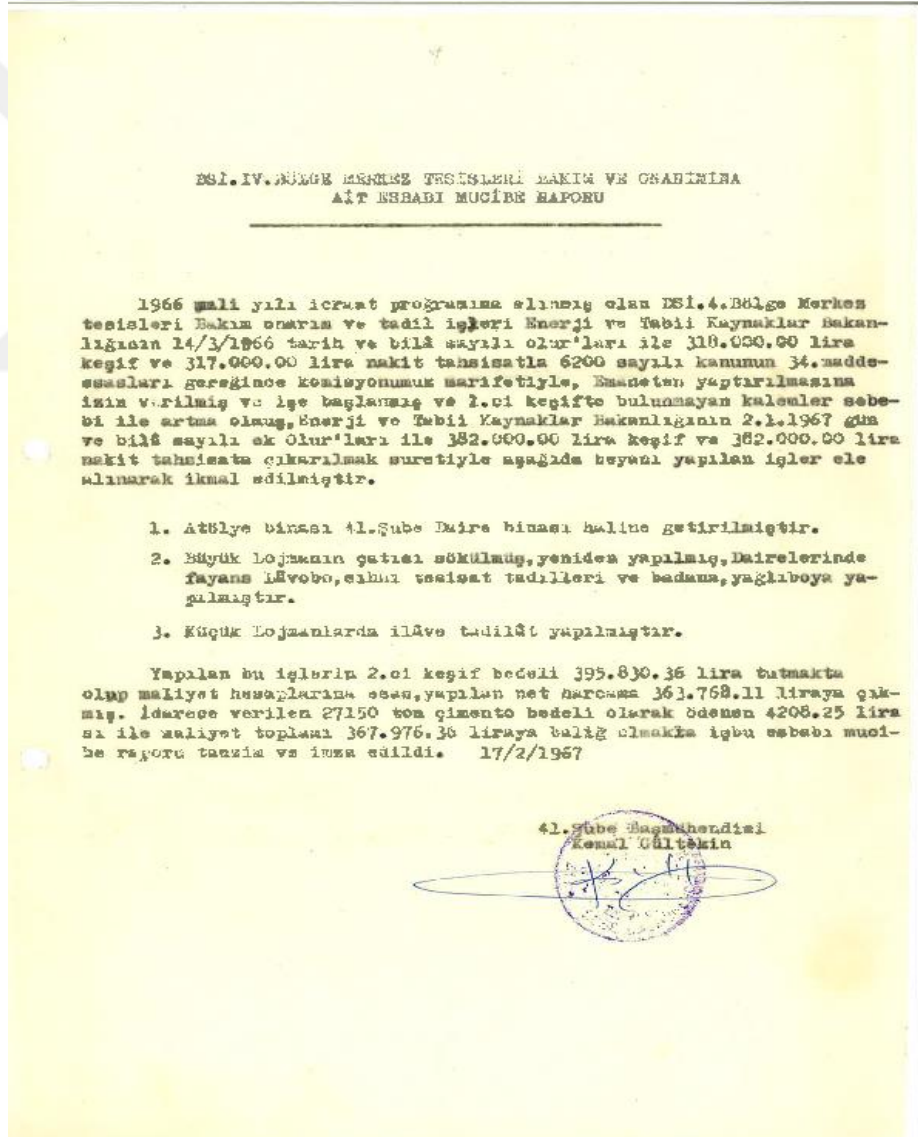 DSİ.IV.BÖLGE MERKEZ TESİSLERİ BAKIM VE ONARIMINA
AİT ESBABI MUCİBE RAPORU
1966 mali yılı icraat proğramına alınmış olan DSİ.4.Bölge Merkez
tesisleri Bakım onarım ve tadil işleri Enerji ve Tabii Kaynaklar Bakan-
lığının 14/3/1966 tarih ve bilâ sayılı olur'ları ile 318.000.00 lira
keşif ve 317.000.00 lira nakit tahsisatla 6200 sayılı kanunun 34.madde-
esasları gereğince komisyonumuk marifetiyle, Emaneten yaptırılmasına
izin verilmiş ve işe başlanmış ve 1.ci keşifte bulunmayan kalemler sebe-
bi ile artma olmuş,Enerji ve Tabii Kaynaklar Bakanlığının 2.1.1967 gün
ve bilâ sayılı ek Olur'ları ile 382.000.00 lira keşif ve 382.000.00 lira
nakit tahsisata çıkarılmak suretiyle aşağıda beyanı yapılan işler ele
alınarak ikmal edilmiştir.
1. Atölye binası 41.Şube Daire binası haline getirilmiştir.
2. Büyük Lojmanın çatısı sökülmüş,yeniden yapılmış,Dairelerinde
fayans Lâvobo,sıhhi tesisat tadilleri ve badana,yağlıboya ya-
pılmıştır.
3. Küçük Lojmanlarda ilâve tadilât yapılmıştır.
Yapılan bu işlerin 2.ci keşif bedeli 395.830.36 lira tutmakta
olup maliyet hesaplarına esas,yapılan net harcama 363.768.11 liraya çık-
mış. İdarece verilen 27150 ton çimento bedeli olarak ödenen 4208.25 lira
sı ile maliyet toplamı 367.976.36 liraya baliğ olmakla işbu esbabı muci-
be raporu tanzim ve imza edildi. 17/2/1967
41.Şube Başmühendisi
Kemal Gültekin